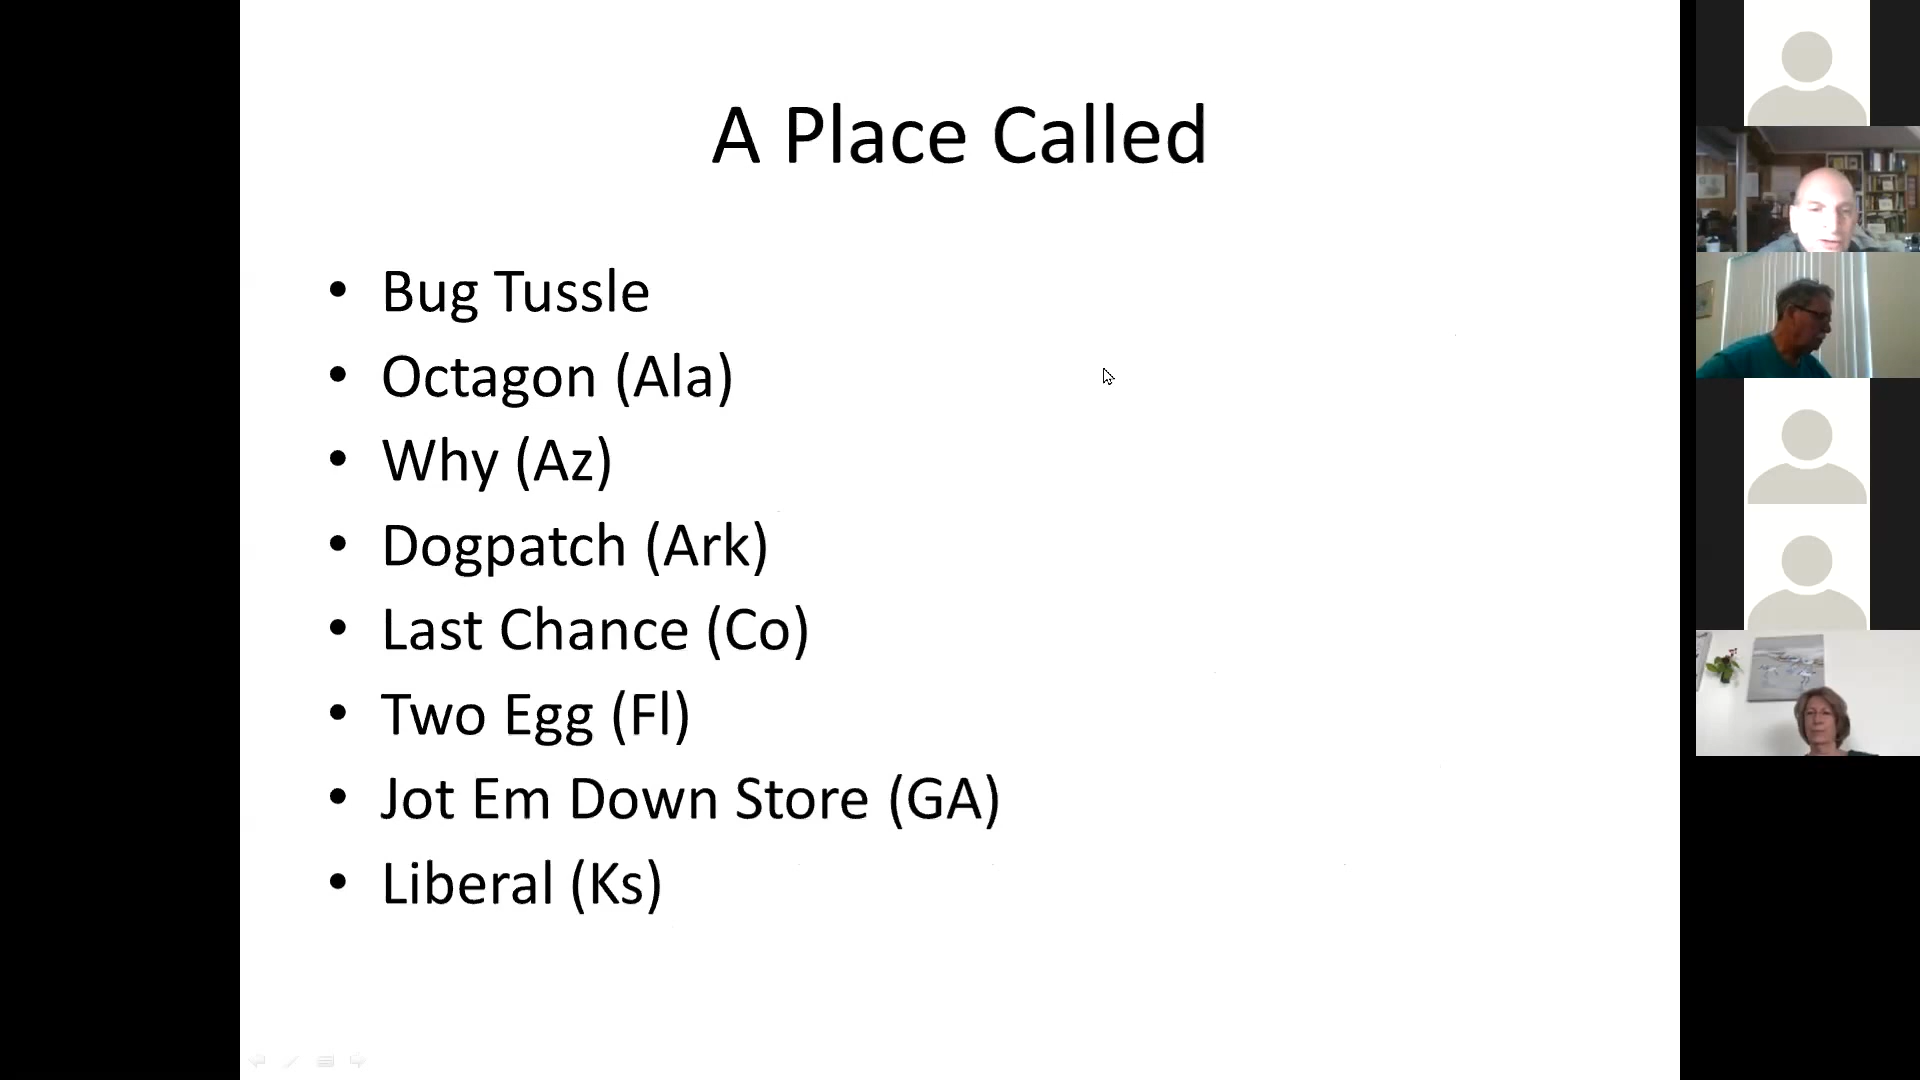 A Place Called
• Bug Tussle
• Octagon (Ala)
• Why (Az)
• Dogpatch (Ark)
• Last Chance (Co)
• Two Egg (Fl)
• Jot Em Down Store (GA)
• Liberal (Ks)